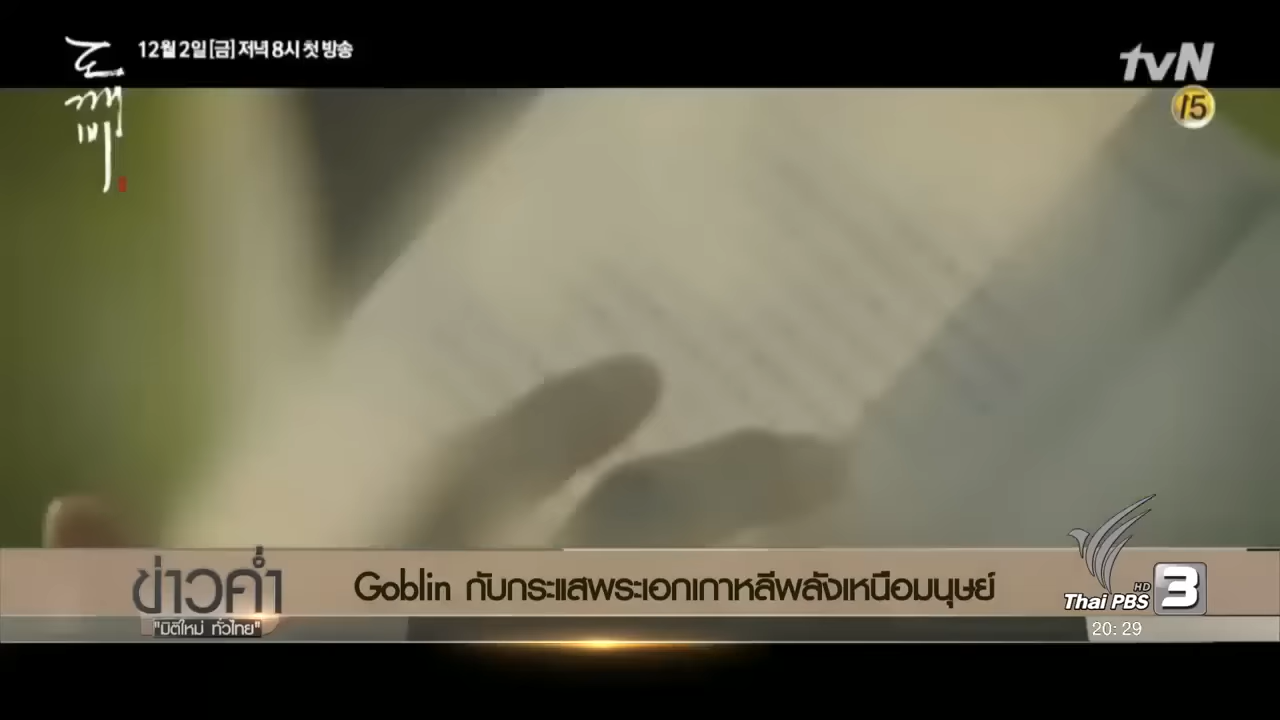 도깨비
12월 2일[금] 저녁 8시 첫 방송
tvN
15
ข่าวค่ำ
"มิติใหม่ ทั่วไทย"
Goblin กับกระแสพระเอกเกาหลีพลังเหนือมนุษย์
Thai PBS HD 3
20: 29